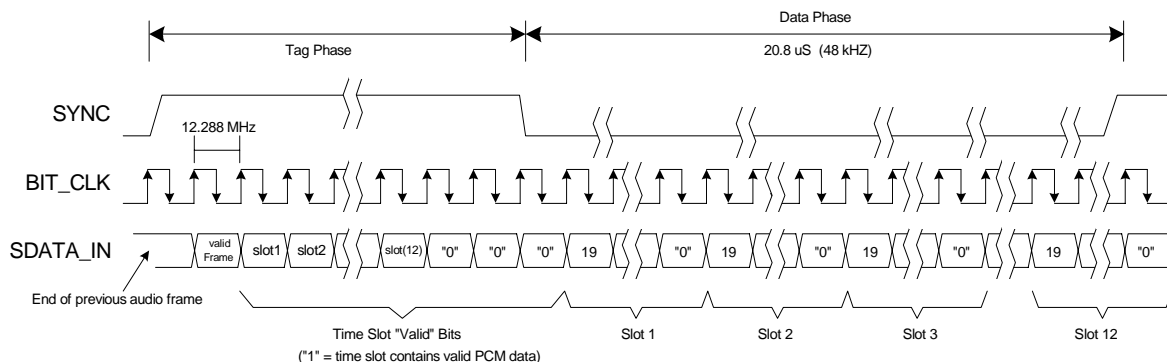 Data Phase
Tag Phase
20.8 uS (48 kHZ)
SYNC
12.288 MHz
BIT_CLK
SDATA_IN
valid
Frame
slot1
slot2
slot(12)
"0"
"0"
"0"
19
"0"
19
"0"
19
"0"
19
"0"
End of previous audio frame
Time Slot "Valid" Bits
("1" = time slot contains valid PCM data)
Slot 1
Slot 2
Slot 3
Slot 12